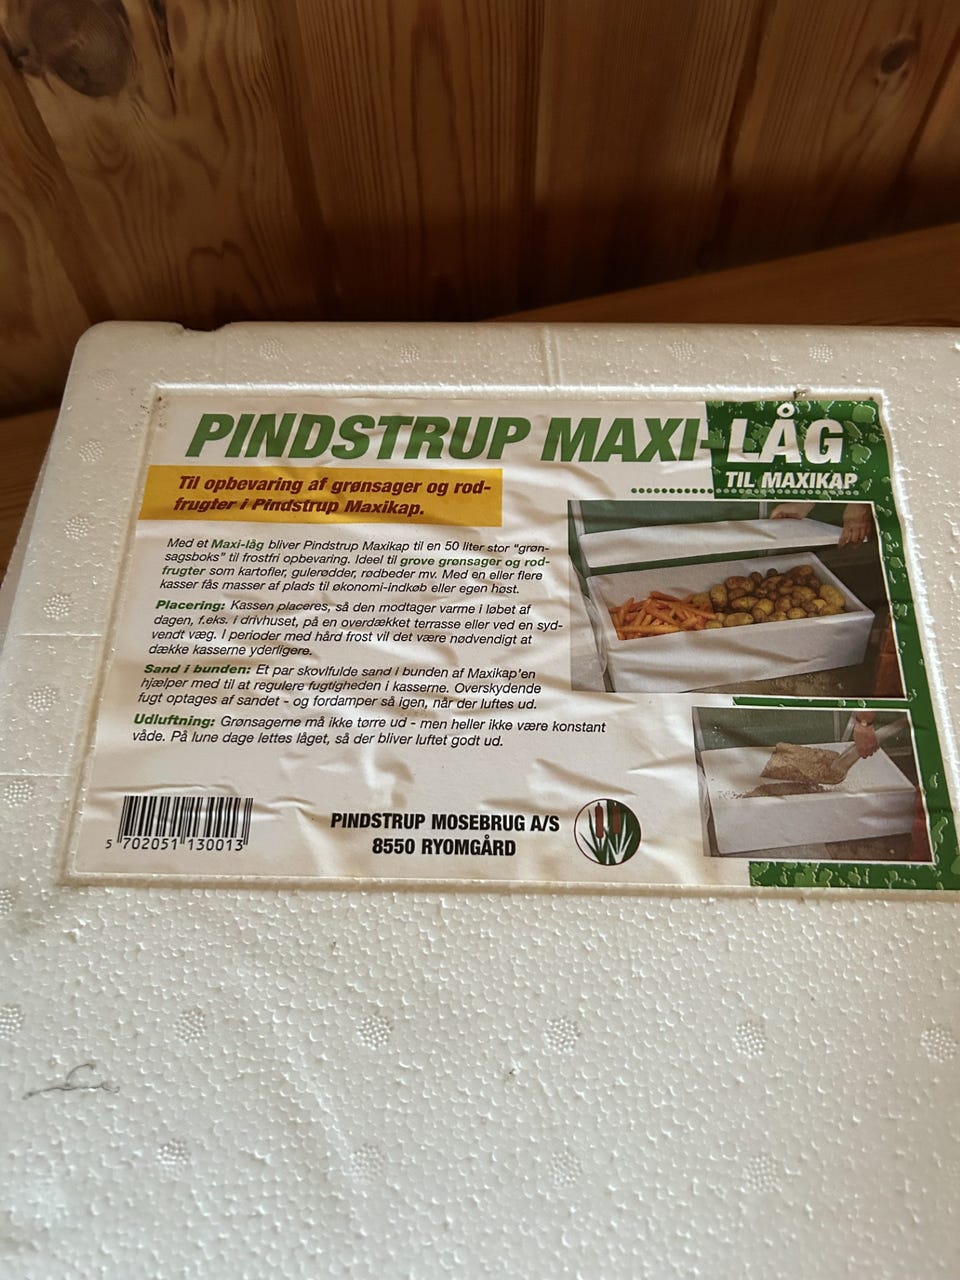 PINDSTRUP MAXI-LÅG
TIL MAXIKAP
Til opbevaring af grønsager og rod-
frugter i Pindstrup Maxikap.
Med et Maxi-låg bliver Pindstrup Maxikap til en 50 liter stor "grøn-
sagsboks" til frostfri opbevaring. Ideel til grove grønsager og rod-
frugter som kartofler, gulerødder, rødbeder mv. Med en eller flere
kasser fås masser af plads til økonomi-indkøb eller egen høst.
Placering: Kassen placeres, så den modtager varme i løbet af
dagen, f.eks. i drivhuset, på en overdækket terrasse eller ved en syd-
vendt væg. I perioder med hård frost vil det være nødvendigt at
dække kasserne yderligere.
Sand i bunden: Et par skovlfulde sand i bunden af Maxikap'en
hjælper med til at regulere fugtigheden i kasserne. Overskydende
fugt optages af sandet - og fordamper så igen, når der luftes ud.
Udluftning: Grønsagerne må ikke tørre ud - men heller ikke være konstant
våde. På lune dage lettes låget, så der bliver luftet godt ud.
5 702051 130013
PINDSTRUP MOSEBRUG A/S
8550 RYOMGÅRD